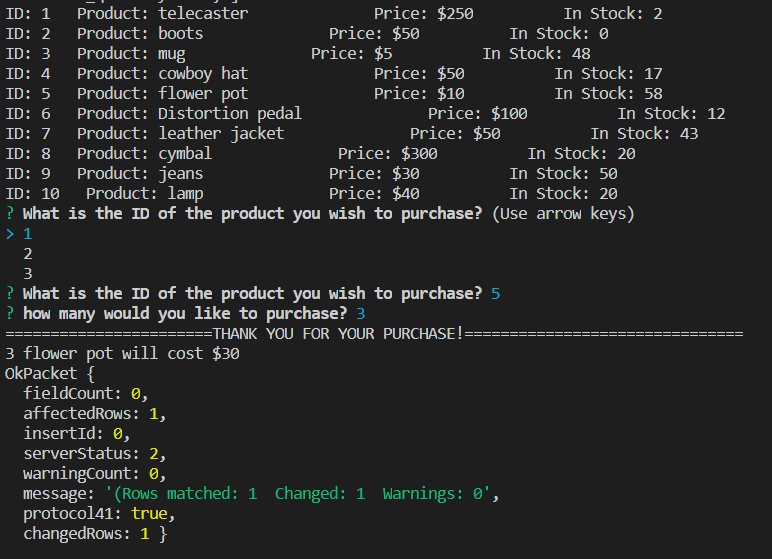 ID: 1   Product: telecaster              Price: $250          In Stock: 2
ID: 2   Product: boots              Price: $50          In Stock: 0
ID: 3   Product: mug              Price: $5          In Stock: 48
ID: 4   Product: cowboy hat              Price: $50          In Stock: 17
ID: 5   Product: flower pot              Price: $10          In Stock: 58
ID: 6   Product: Distortion pedal              Price: $100          In Stock: 12
ID: 7   Product: leather jacket              Price: $50          In Stock: 43
ID: 8   Product: cymbal              Price: $300          In Stock: 20
ID: 9   Product: jeans              Price: $30          In Stock: 50
ID: 10   Product: lamp              Price: $40          In Stock: 20
? What is the ID of the product you wish to purchase? (Use arrow keys)
> 1
  2
  3
? What is the ID of the product you wish to purchase? 5
? how many would you like to purchase? 3
=======================THANK YOU FOR YOUR PURCHASE!===============================
3 flower pot will cost $30
OkPacket {
  fieldCount: 0,
  affectedRows: 1,
  insertId: 0,
  serverStatus: 2,
  warningCount: 0,
  message: '(Rows matched: 1  Changed: 1  Warnings: 0',
  protocol41: true,
  changedRows: 1 }